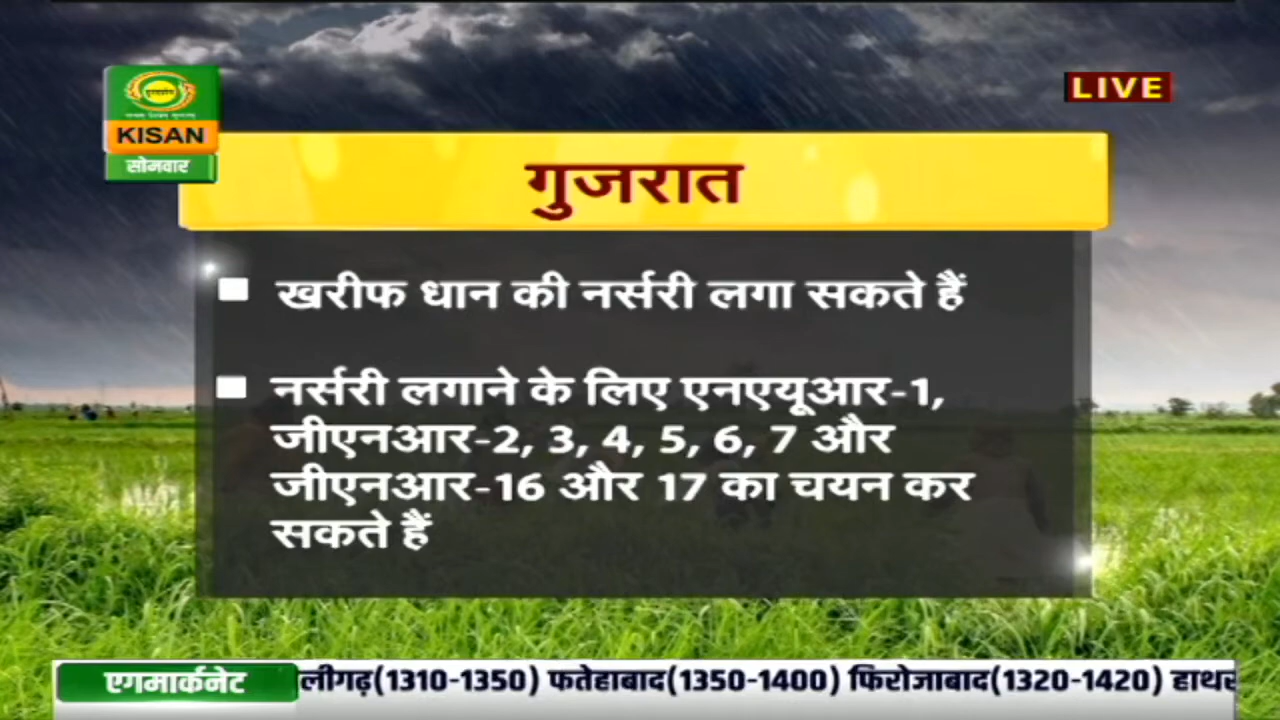 KISAN
सोमवार
LIVE
गुजरात
खरीफ धान की नर्सरी लगा सकते हैं
नर्सरी लगाने के लिए एनएयूआर-1,
जीएनआर-2, 3, 4, 5, 6, 7 और
जीएनआर-16 और 17 का चयन कर
सकते हैं
एगमार्कनेट
लीगढ़(1310-1350) फतेहाबाद(1350-1400) फिरोजाबाद(1320-1420) हाथर